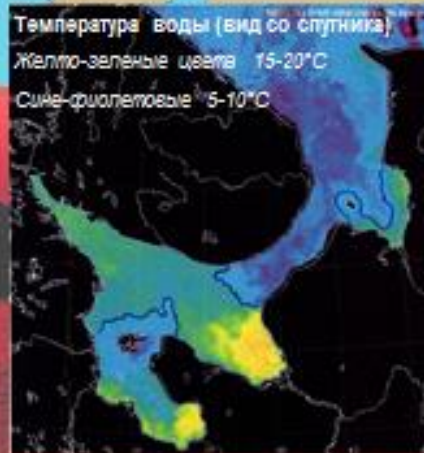 Температура воды (вид со спутника)
Желто-зеленые цвета 15-20°С
Сине-фиолетовые 5-10°С